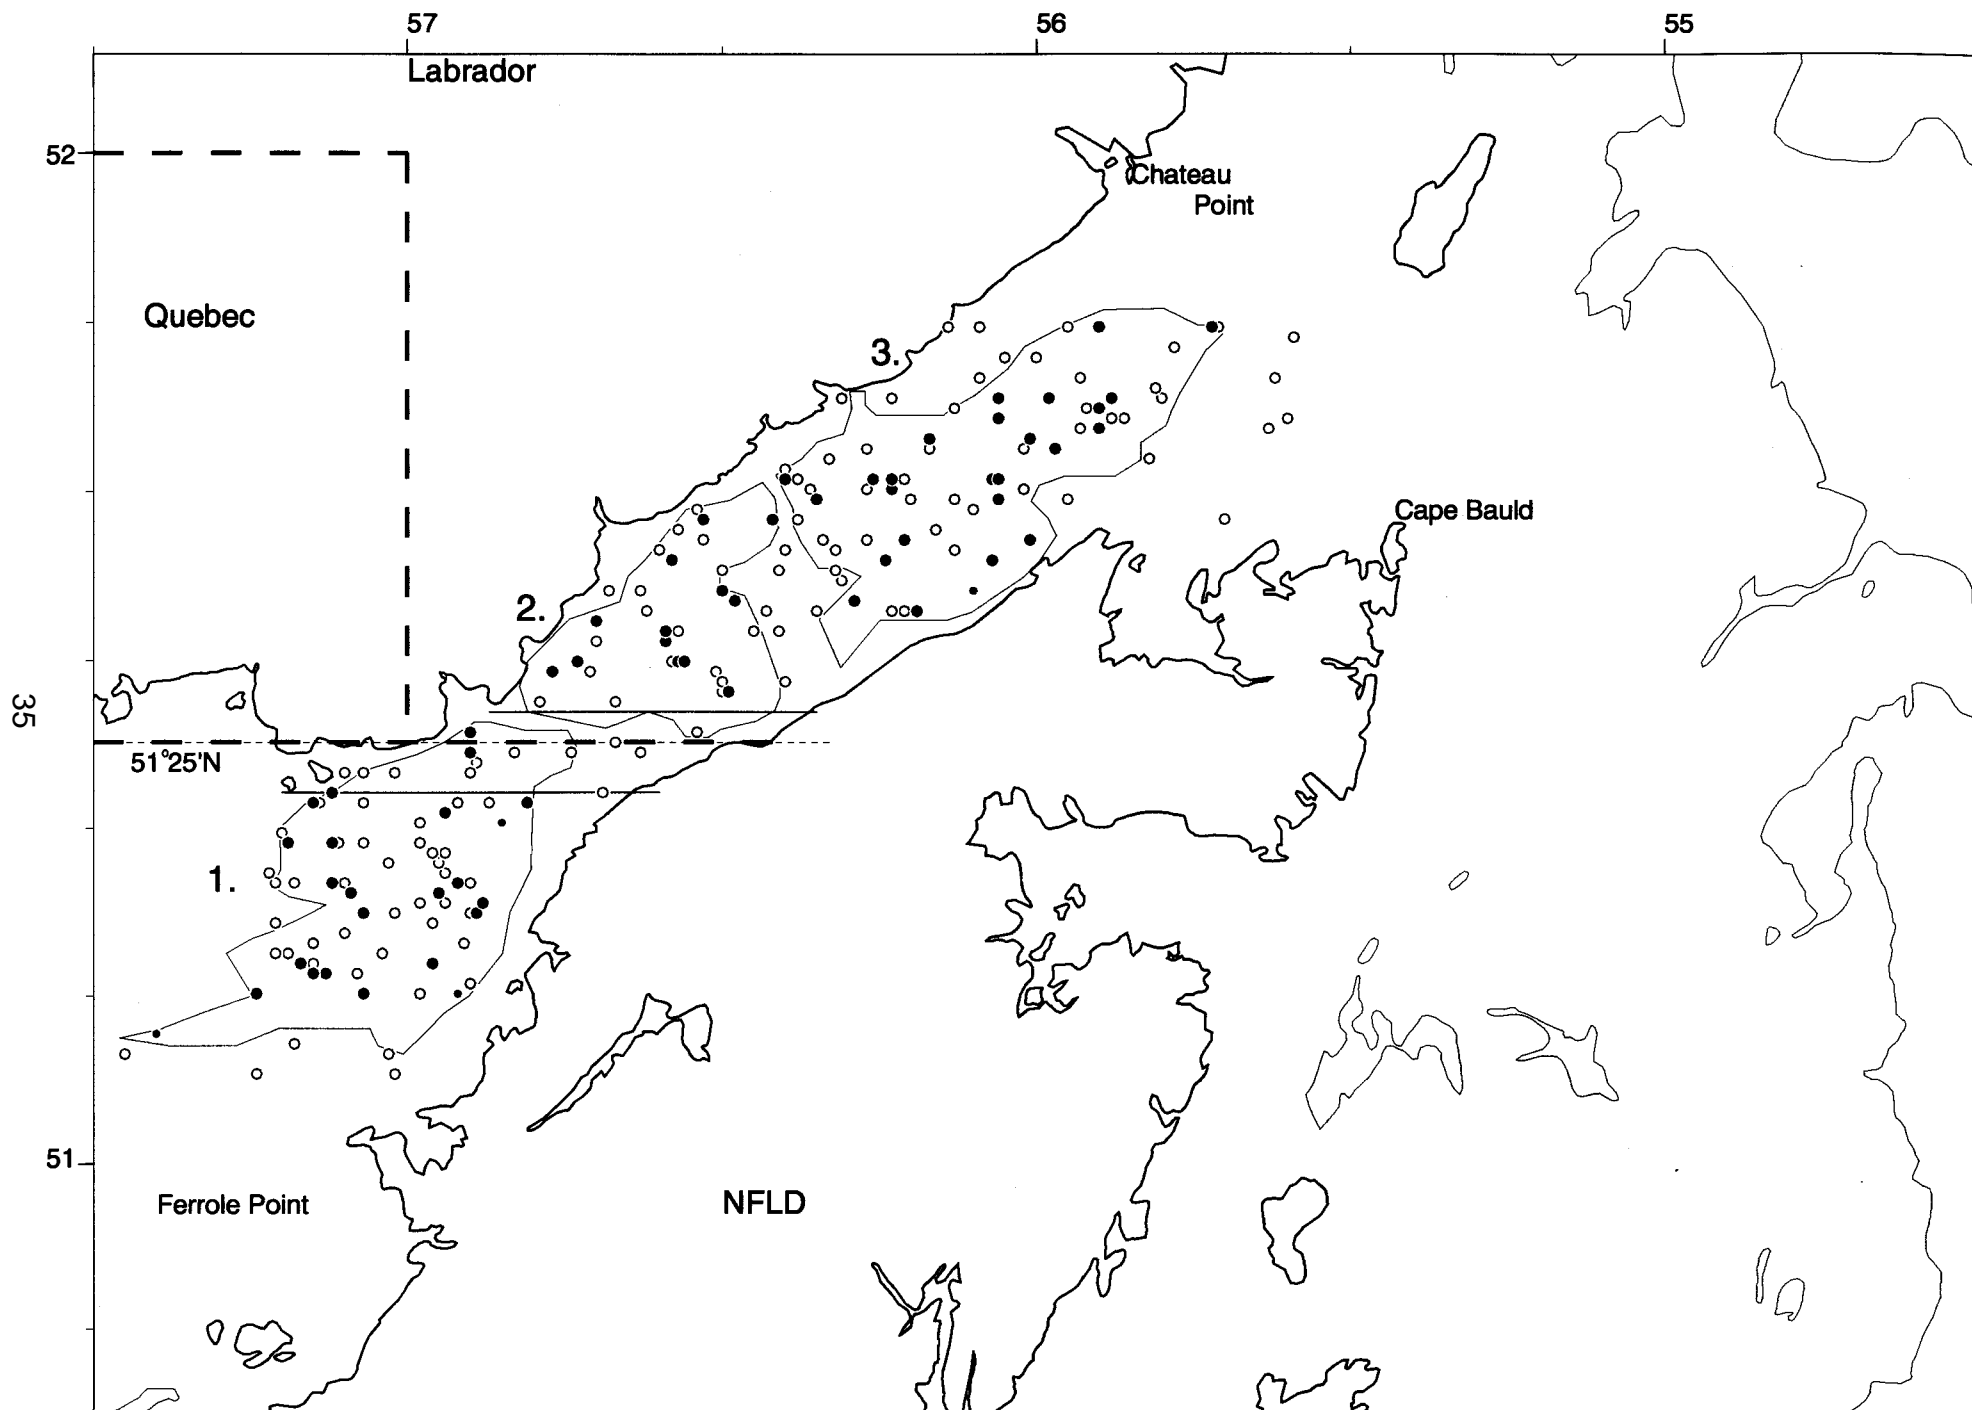 57
56
55
Labrador
52
Chateau
Point
Quebec
3.
Cape Bauld
2.
35
51°25'N
1.
51
Ferrole Point
NFLD